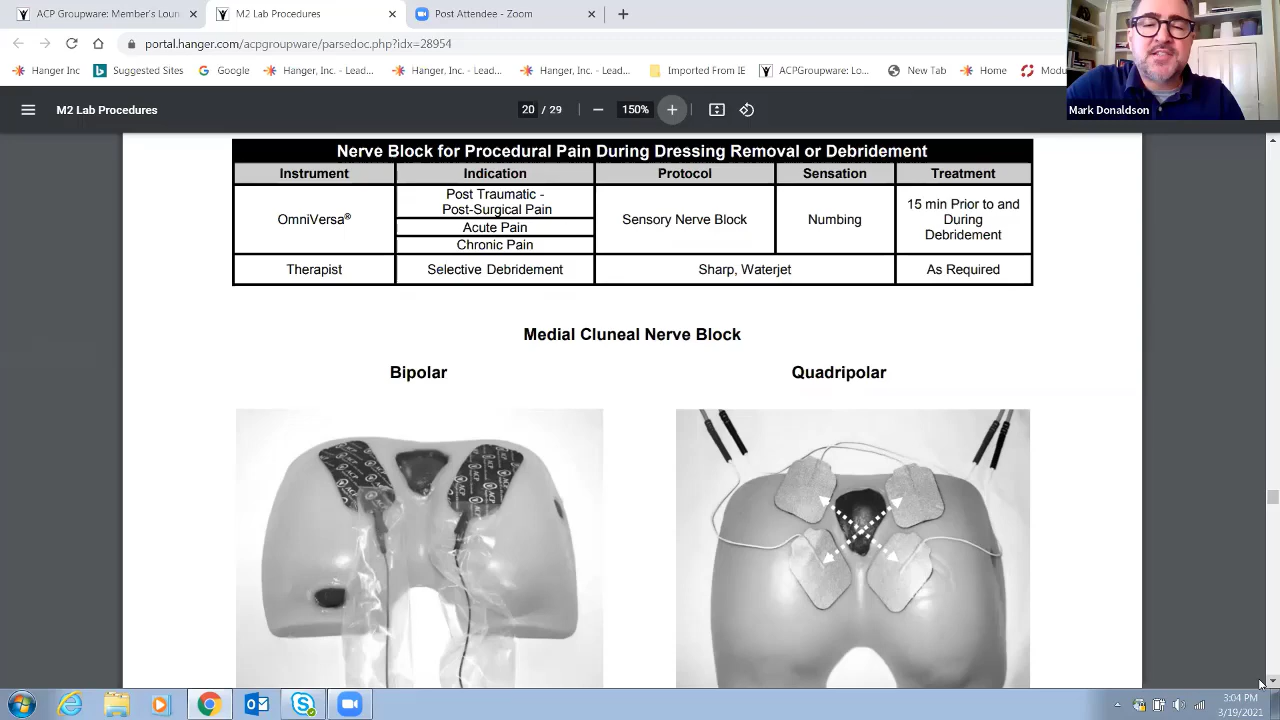 ACP Groupware: Member's Loun
M2 Lab Procedures
Post Attendee - Zoom
portal.hanger.com/acpgroupware/parsedoc.php?idx=28954
Hanger Inc
Suggested Sites
Google
Hanger, Inc. - Lead...
Hanger, Inc. - Lead...
Hanger, Inc. - Lead...
Imported From IE
ACPGroupware: Lo...
New Tab
Home
Modu
Mark Donaldson
M2 Lab Procedures
20 / 29
150%
Nerve Block for Procedural Pain During Dressing Removal or Debridement
Instrument
Indication
Protocol
Sensation
Treatment
OmniVersa®
Post Traumatic -
Post-Surgical Pain
Acute Pain
Chronic Pain
Sensory Nerve Block
Numbing
15 min Prior to and
During
Debridement
Therapist
Selective Debridement
Sharp, Waterjet
As Required
Medial Cluneal Nerve Block
Bipolar
Quadripolar
3:04 PM
3/19/2021